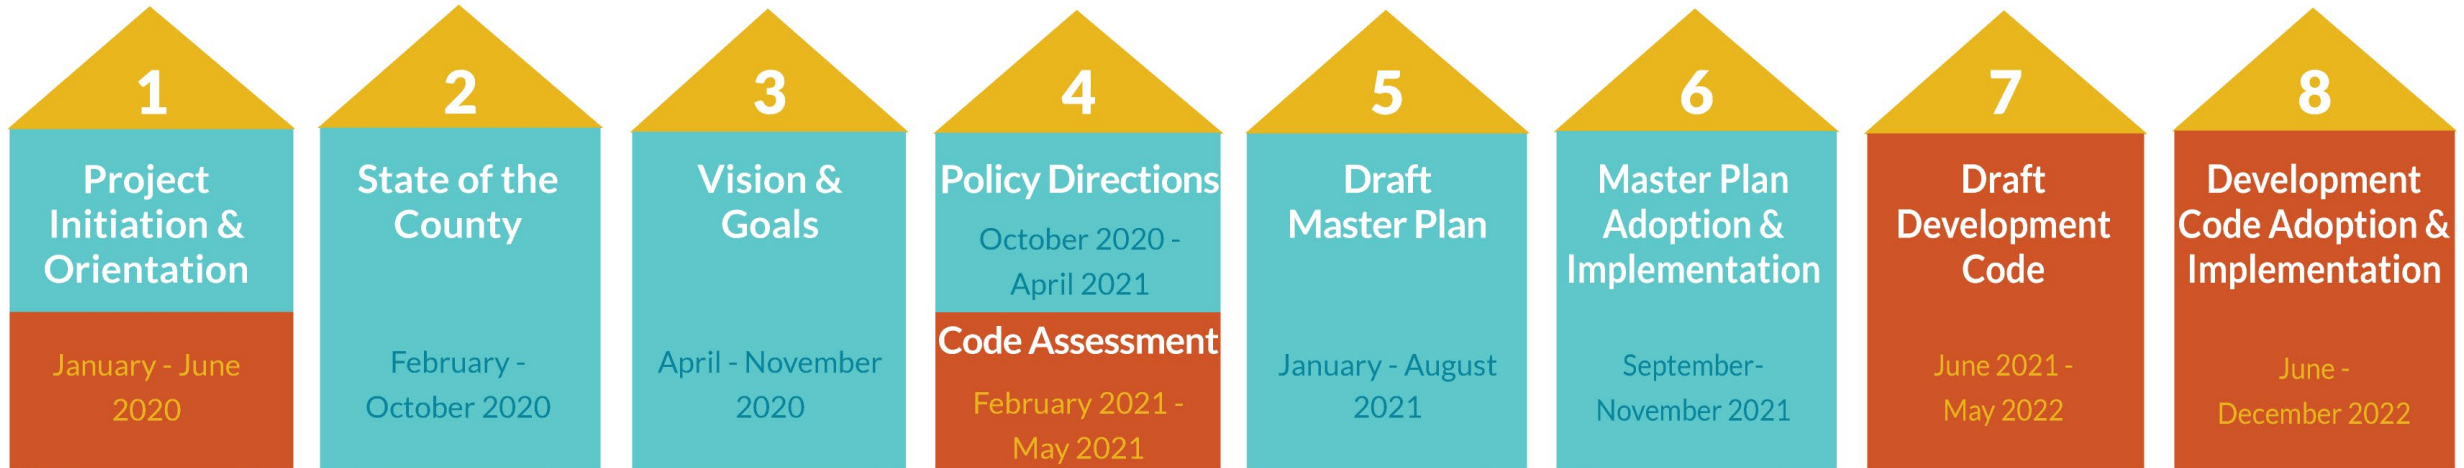 1
Project
Initiation &
Orientation
January - June
2020
2
State of the
County
February -
October 2020
3
Vision &
Goals
April - November
2020
4
Policy Directions
October 2020 -
April 2021
Code Assessment
February 2021 -
May 2021
5
Draft
Master Plan
January - August
2021
6
Master Plan
Adoption &
Implementation
September-
November 2021
7
Draft
Development
Code
June 2021 -
May 2022
8
Development
Code Adoption &
Implementation
June -
December 2022